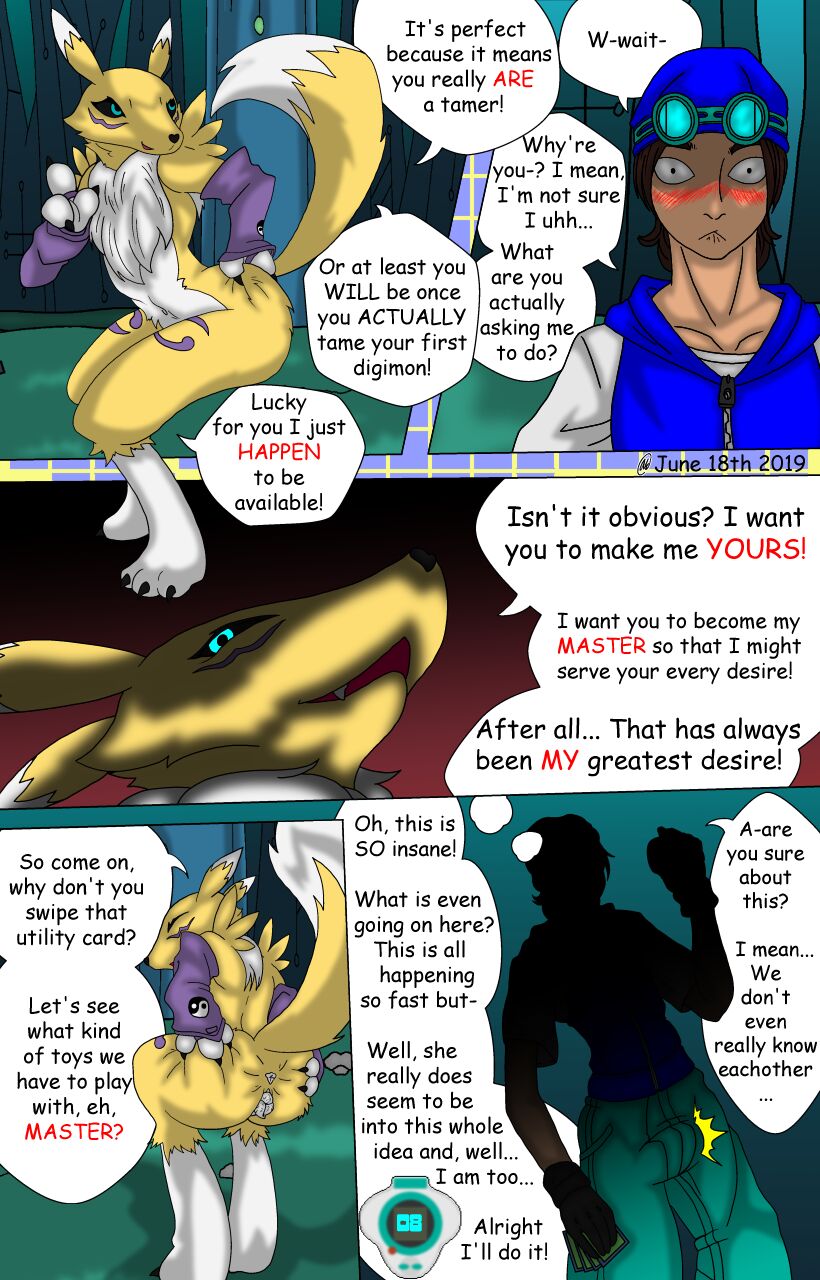 It's perfect
because it means
you really ARE
a tamer!
Or at least you
WILL be once
you ACTUALLY
tame your first
digimon!
Lucky
for you I just
HAPPEN
to be
available!
W-wait-
Why're
you-? I mean,
I'm not sure
I uhh...
What
are you
actually
asking me
to do?
@ June 18th 2019
Isn't it obvious? I want
you to make me YOURS!
I want you to become my
MASTER so that I might
serve your every desire!
After all... That has always
been MY greatest desire!
So come on,
why don't you
swipe that
utility card?
Let's see
what kind
of toys we
have to play
with, eh,
MASTER?
Oh, this is
SO insane!
What is even
going on here?
This is all
happening
so fast but-
Well, she
really does
seem to be
into this whole
idea and, well...
I am too...
Alright
I'll do it!
08
A-are
you sure
about
this?
I mean...
We
don't
even
really know
eachother
...